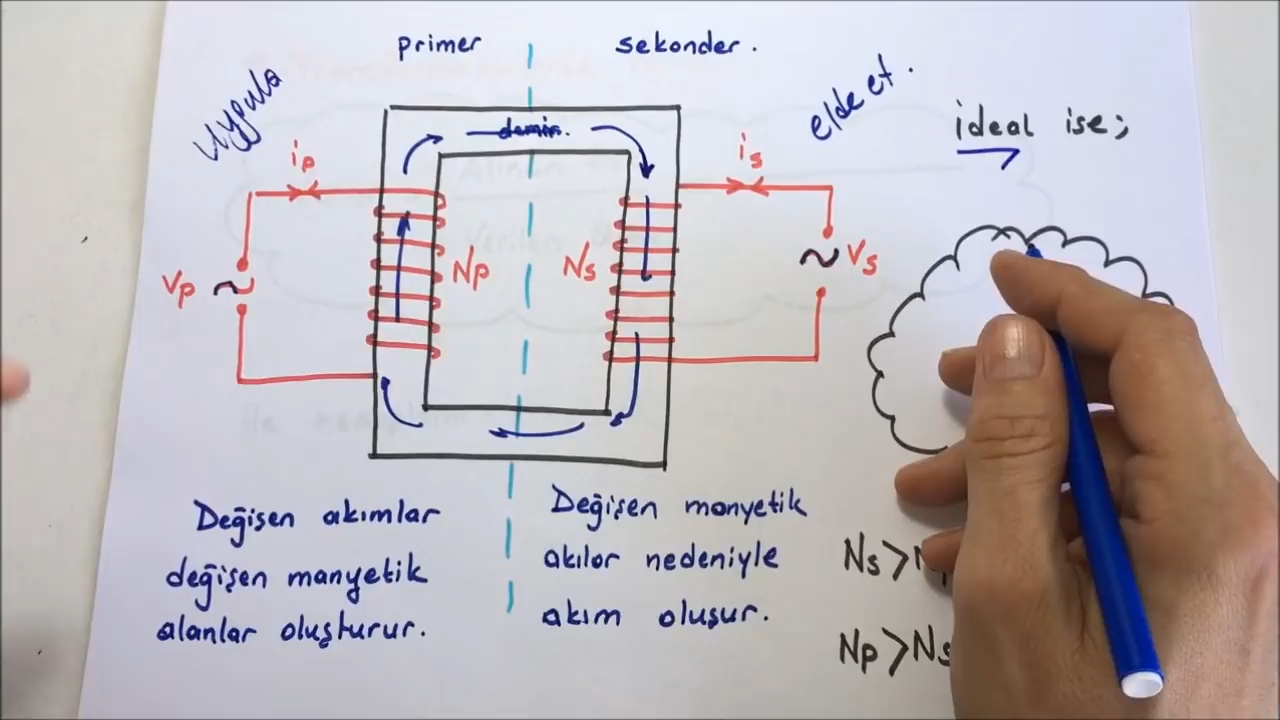 primer
sekonder.
Uygula
elde et.
demir.
ideal ise;
ip
is
Vp
Np
Ns
Vs
Değişen akımlar
değişen manyetik
alanlar oluşturur.
Değişen manyetik
akılar nedeniyle
akım oluşur.
Ns>
Np>Ns